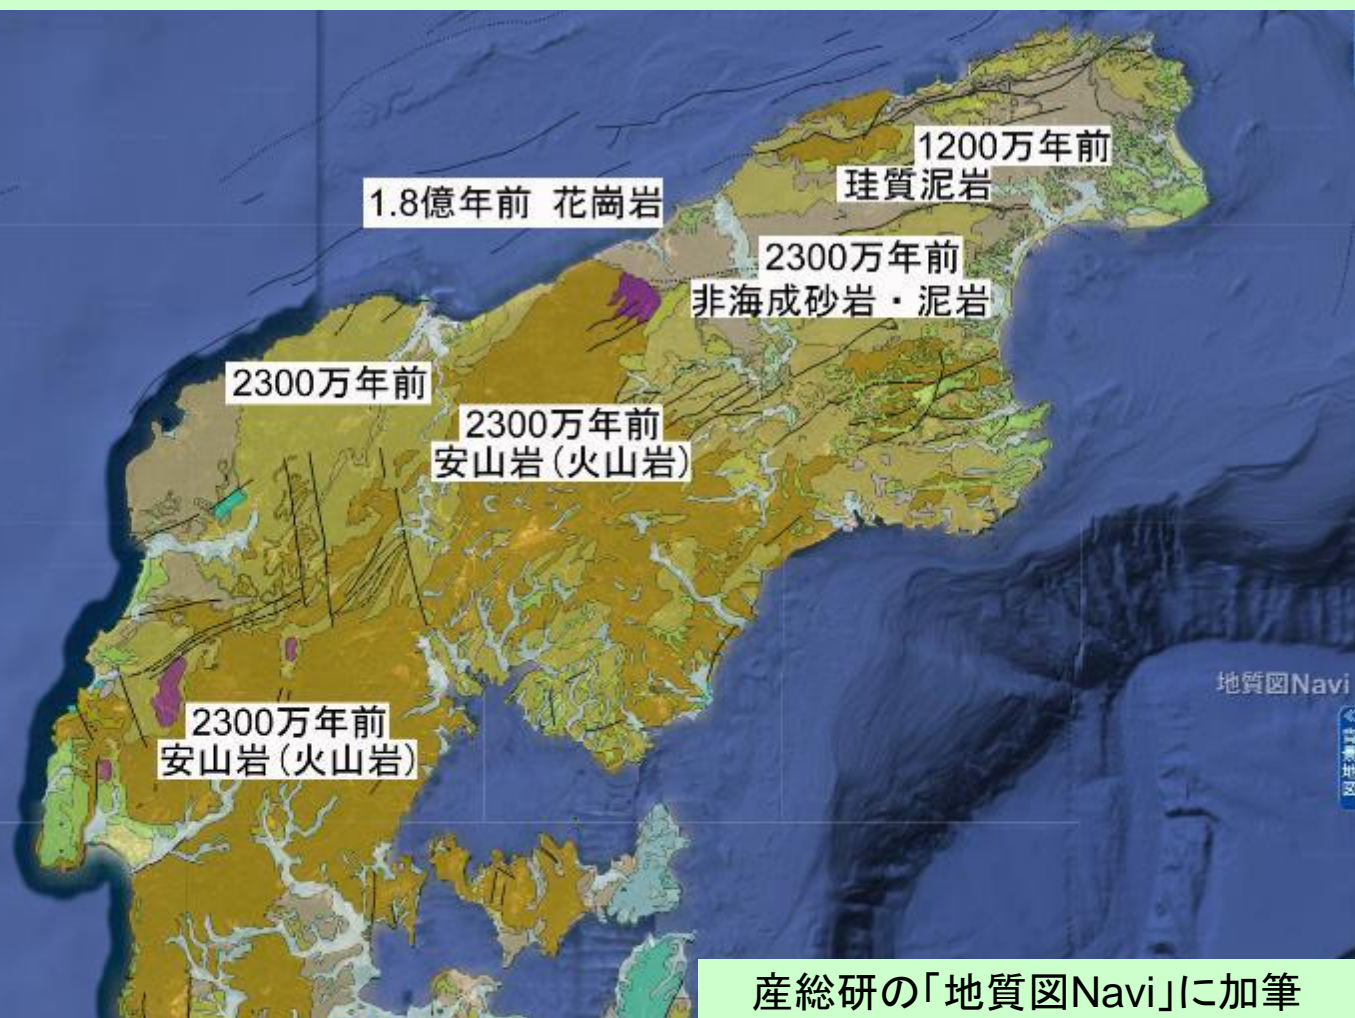 1200万年前
珪質泥岩
1.8億年前 花崗岩
2300万年前
非海成砂岩・泥岩
2300万年前
2300万年前
安山岩(火山岩)
地質図Navi
2300万年前
安山岩(火山岩)
産総研の「地質図Navi」に加筆